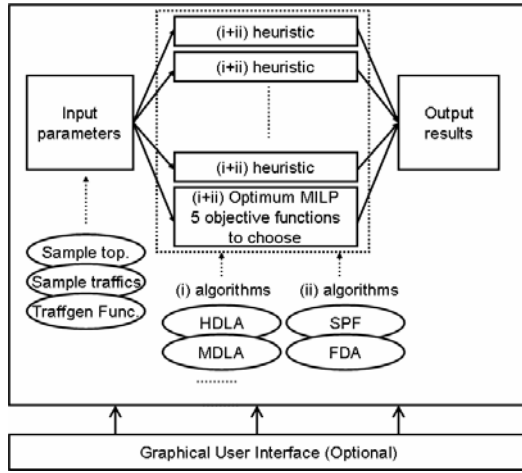 (i+ii) heuristic
(i+ii) heuristic
Input
parameters
Output
results
(i+ii) heuristic
(i+ii) Optimum MILP
5 objective functions
to choose
Sample top.
Sample traffics
Traffgen Func.
(i) algorithms
(ii) algorithms
HDLA
SPF
MDLA
FDA
Graphical User Interface (Optional)